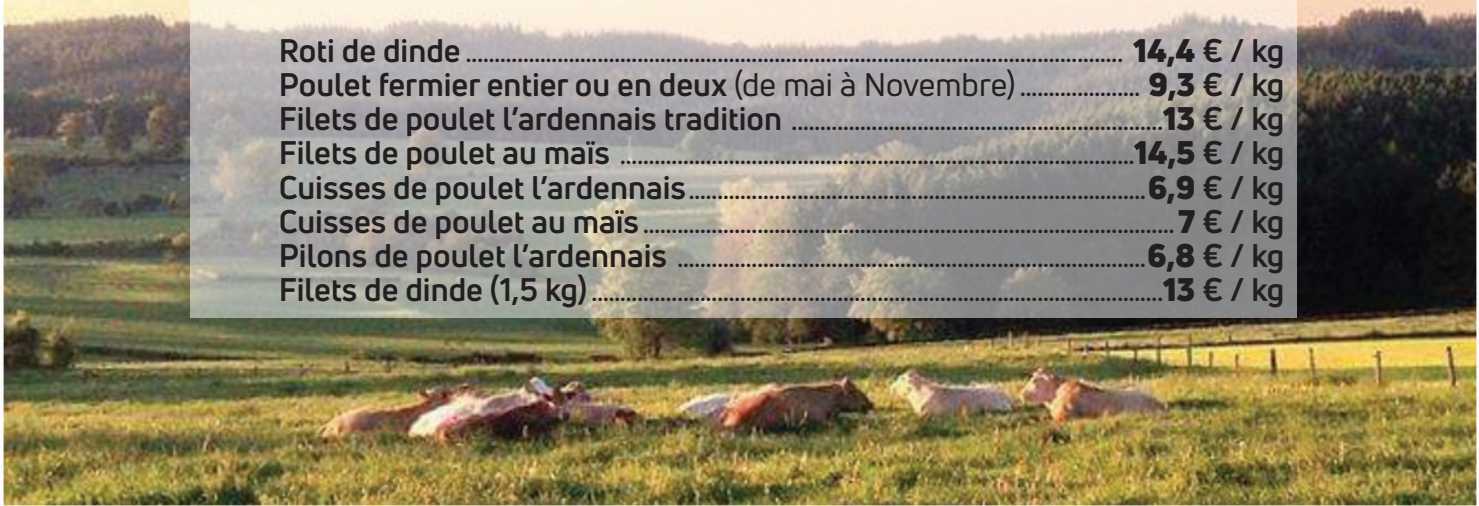 Roti de dinde 14,4 € / kg
Poulet fermier entier ou en deux (de mai à Novembre) 9,3 € / kg
Filets de poulet l'ardennais tradition 13 € / kg
Filets de poulet au maïs 14,5 € / kg
Cuisses de poulet l'ardennais 6,9 € / kg
Cuisses de poulet au maïs 7 € / kg
Pilons de poulet l'ardennais 6,8 € / kg
Filets de dinde (1,5 kg) 13 € / kg